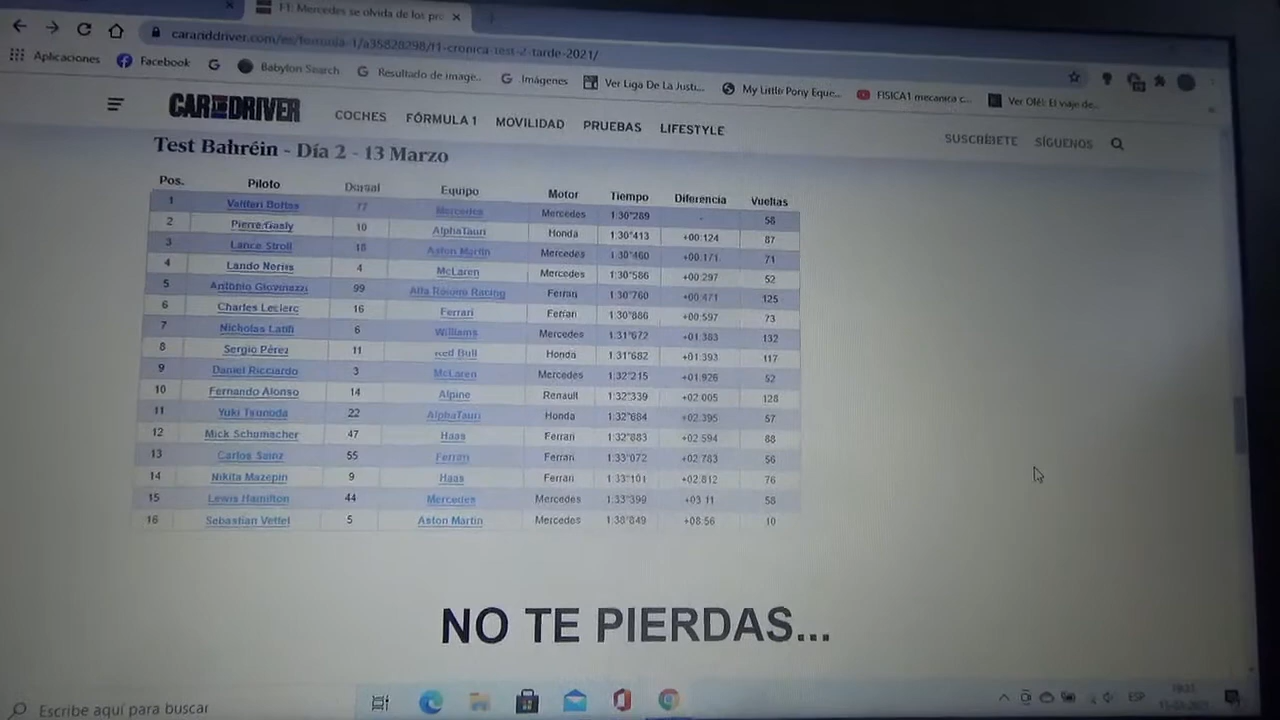 F1: Mercedes se olvida de los pro
caranddriver.com/es/formula-1/a35828298/f1-cronica-test-2-tarde-2021/
Aplicaciones Facebook G Babylon Search Resultado de image... Imágenes Ver Liga De La Justi... My Little Pony Eque... FISICA1 mecanica c... Ver Olé!: El viaje de...
CAR AND DRIVER COCHES FÓRMULA 1 MOVILIDAD PRUEBAS LIFESTYLE SUSCRÍBETE SÍGUENOS
Test Bahréin - Día 2 - 13 Marzo
Pos. Piloto Dorsal Equipo Motor Tiempo Diferencia Vueltas
1 Valtteri Bottas 77 Mercedes Mercedes 1:30"289 - 58
2 Pierre Gasly 10 AlphaTauri Honda 1:30"413 +00:124 87
3 Lance Stroll 18 Aston Martin Mercedes 1:30"460 +00:171 71
4 Lando Norris 4 McLaren Mercedes 1:30"586 +00:297 52
5 Antonio Giovinazzi 99 Alfa Romeo Racing Ferrari 1:30"760 +00:471 125
6 Charles Leclerc 16 Ferrari Ferrari 1:30"886 +00:597 73
7 Nicholas Latifi 6 Williams Mercedes 1:31"672 +01:383 132
8 Sergio Pérez 11 Red Bull Honda 1:31"682 +01:393 117
9 Daniel Ricciardo 3 McLaren Mercedes 1:32"215 +01:926 52
10 Fernando Alonso 14 Alpine Renault 1:32"339 +02:005 128
11 Yuki Tsunoda 22 AlphaTauri Honda 1:32"684 +02:395 57
12 Mick Schumacher 47 Haas Ferrari 1:32"883 +02:594 88
13 Carlos Sainz 55 Ferrari Ferrari 1:33"072 +02:783 56
14 Nikita Mazepin 9 Haas Ferrari 1:33"101 +02:812 76
15 Lewis Hamilton 44 Mercedes Mercedes 1:33"399 +03:11 58
16 Sebastian Vettel 5 Aston Martin Mercedes 1:38"849 +08:56 10
NO TE PIERDAS...
Escribe aquí para buscar ESP